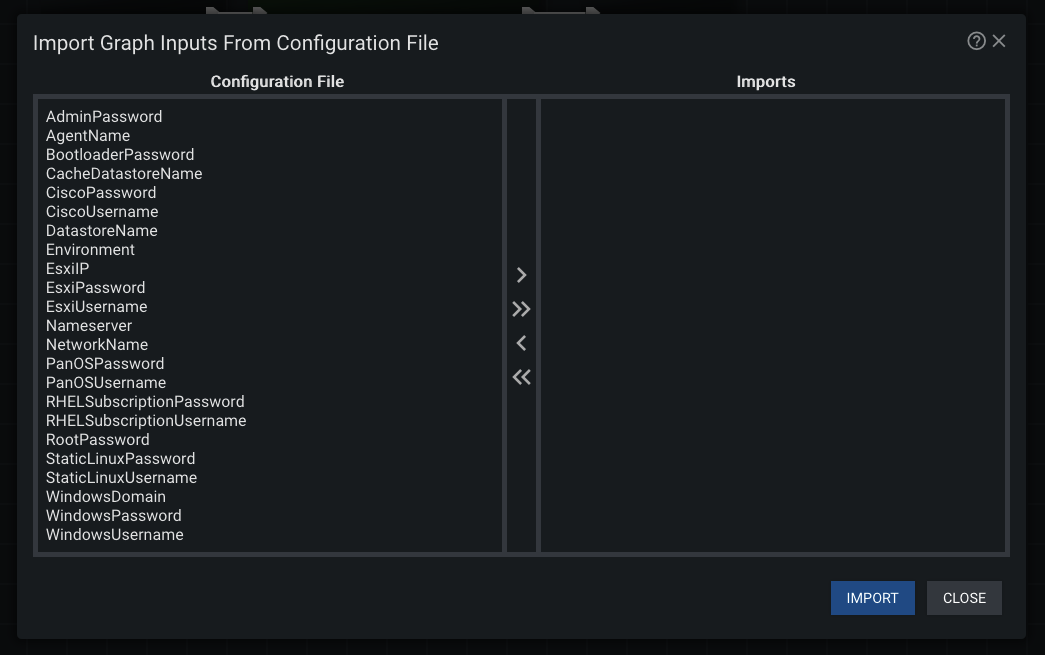 Import Graph Inputs From Configuration File
Configuration File
Imports
AdminPassword
AgentName
BootloaderPassword
CacheDatastoreName
CiscoPassword
CiscoUsername
DatastoreName
Environment
EsxiIP
EsxiPassword
EsxiUsername
Nameserver
NetworkName
PanOSPassword
PanOSUsername
RHELSubscriptionPassword
RHELSubscriptionUsername
RootPassword
StaticLinuxPassword
StaticLinuxUsername
WindowsDomain
WindowsPassword
WindowsUsername
IMPORT
CLOSE